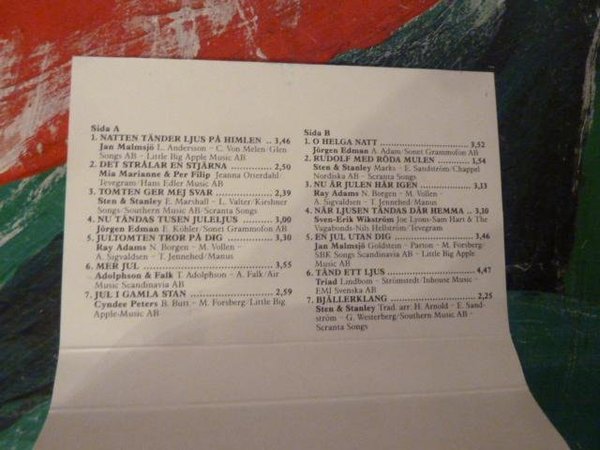 Sida A
1. NATTEN TÄNDER LJUS PÅ HIMLEN .. 3,46
Jan Malmsjö L. Andersson – C. Von Melen/Glen
Songs AB – Little Big Apple Music AB
2. DET STRÅLAR EN STJÄRNA ........ 2,50
Mia Marianne & Per Filip Jeanna Oterdahl/
Tevegram/Hans Edler Music AB
3. TOMTEN GER MEJ SVAR ........ 2,39
Sten & Stanley E. Marshall – L. Valter/Kirshner
Songs/Southern Music AB/Scranta Songs
4. NU TÄNDAS TUSEN JULELJUS ..... 3,00
Jörgen Edman E. Köhler/Sonet Grammofon AB
5. JULTOMTEN TROR PÅ DIG ........ 3,30
Ray Adams N. Borgen – M. Vollen –
A. Sigvaldsen – T. Jennehed/Manus
6. MER JUL ........ 3,55
Adolphson & Falk T. Adolphson – A. Falk/Air
Music Scandinavia AB
7. JUL I GAMLA STAN ........ 2,59
Cyndee Peters B. Butt – M. Forsberg/Little Big
Apple Music AB
Sida B
1. O HELGA NATT ........ 3,52
Jörgen Edman A. Adam/Sonet Grammofon AB
2. RUDOLF MED RÖDA MULEN ........ 1,54
Sten & Stanley Marks – E. Sandström/Chappel
Nordiska AB – Scranta Songs
3. NU ÄR JULEN HÄR IGEN ........ 3,13
Ray Adams N. Borgen – M. Vollen –
A. Sigvaldsen – T. Jennehed/Manus
4. NÄR LJUSEN TÄNDAS DÄR HEMMA .. 3,10
Sven-Erik Wikström Joe Lyons-Sam Hart & The
Vagabonds-Nils Hellström/Tevegram
5. EN JUL UTAN DIG ........ 3,46
Jan Malmsjö Goldstein – Parton – M. Forsberg/
SBK Songs Scandinavia AB – Little Big Apple
Music AB
6. TÄND ETT LJUS ........ 4,47
Triad Lindbom – Strömstedt/Inhouse Music
EMI Svenska AB
7. BJÄLLERKLANG ........ 2,25
Sten & Stanley Trad. arr: H. Arnold – E. Sand-
ström – G. Westerberg/Southern Music AB –
Scranta Songs